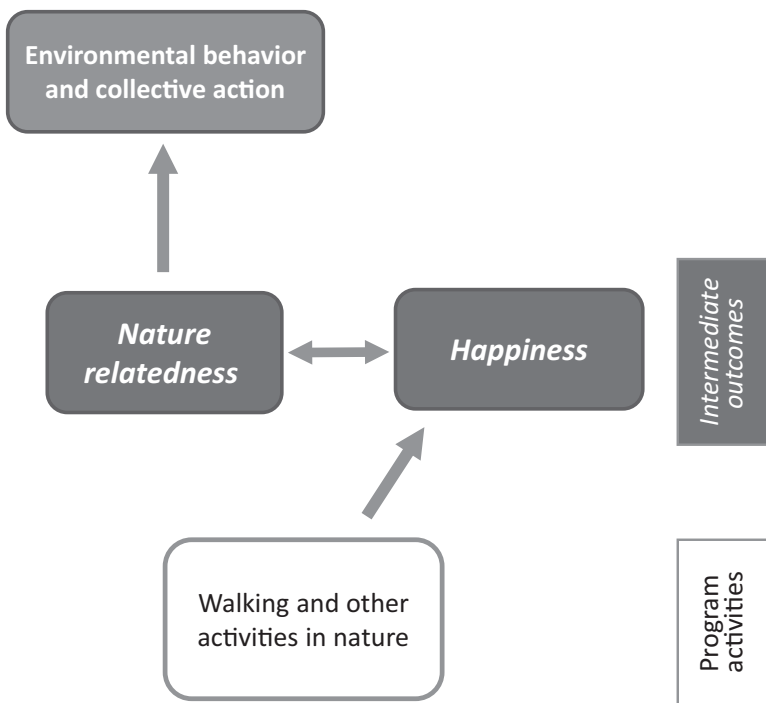 Environmental behavior
and collective action
Nature
relatedness
Happiness
Intermediate
outcomes
Walking and other
activities in nature
Program
activities